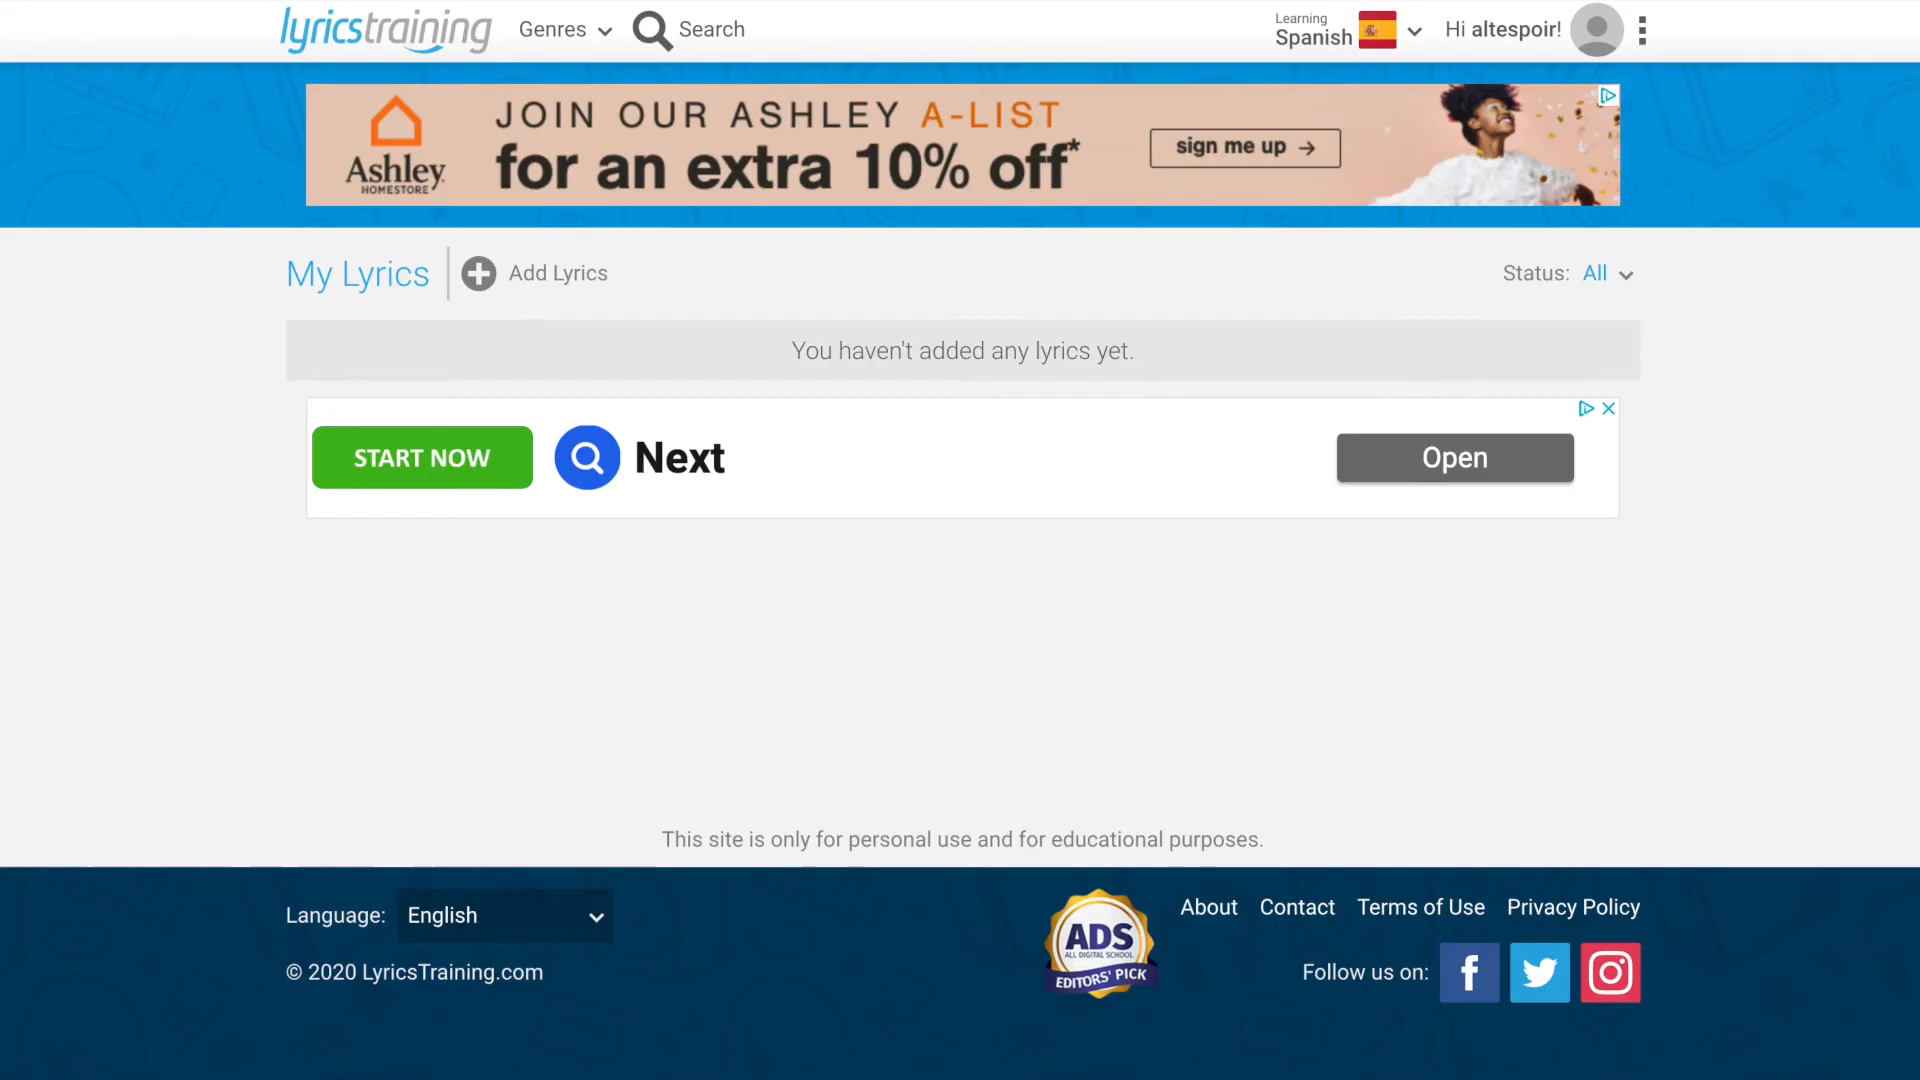 lyricstraining Genres Search Learning Spanish Hi altespoir!
JOIN OUR ASHLEY A-LIST
for an extra 10% off*
Ashley
HOMESTORE
sign me up →
My Lyrics Add Lyrics Status: All
You haven't added any lyrics yet.
START NOW Next Open
This site is only for personal use and for educational purposes.
Language: English
© 2020 LyricsTraining.com
ADS
ALL DIGITAL SCHOOL
EDITORS' PICK
About Contact Terms of Use Privacy Policy
Follow us on: